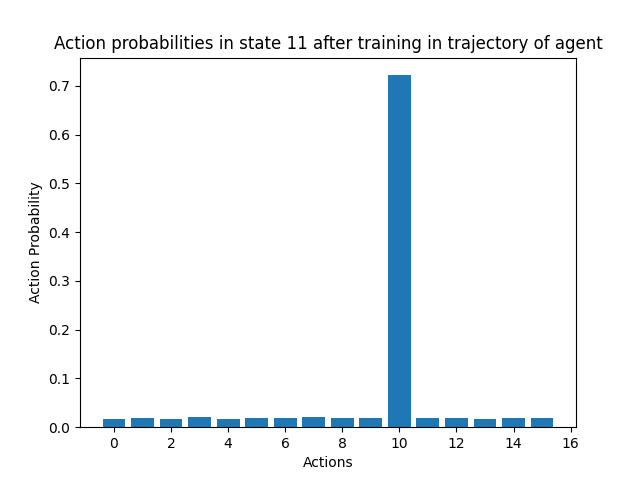 Action probabilities in state 11 after training in trajectory of agent
0.7
0.6
0.5
0.4
0.3
0.2
0.1
0.0
Action Probability
0 2 4 6 8 10 12 14 16
Actions